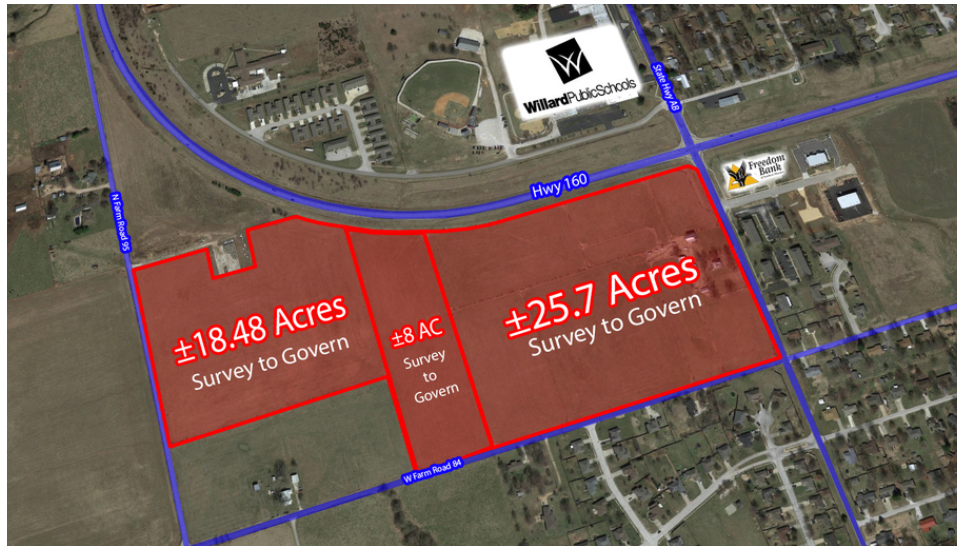 WillardPublicSchools
State Hwy AB
Freedom
Bank
Hwy 160
N Farm Road 95
±18.48 Acres
Survey to Govern
±8 AC
Survey
to
Govern
±25.7 Acres
Survey to Govern
W Farm Road 84